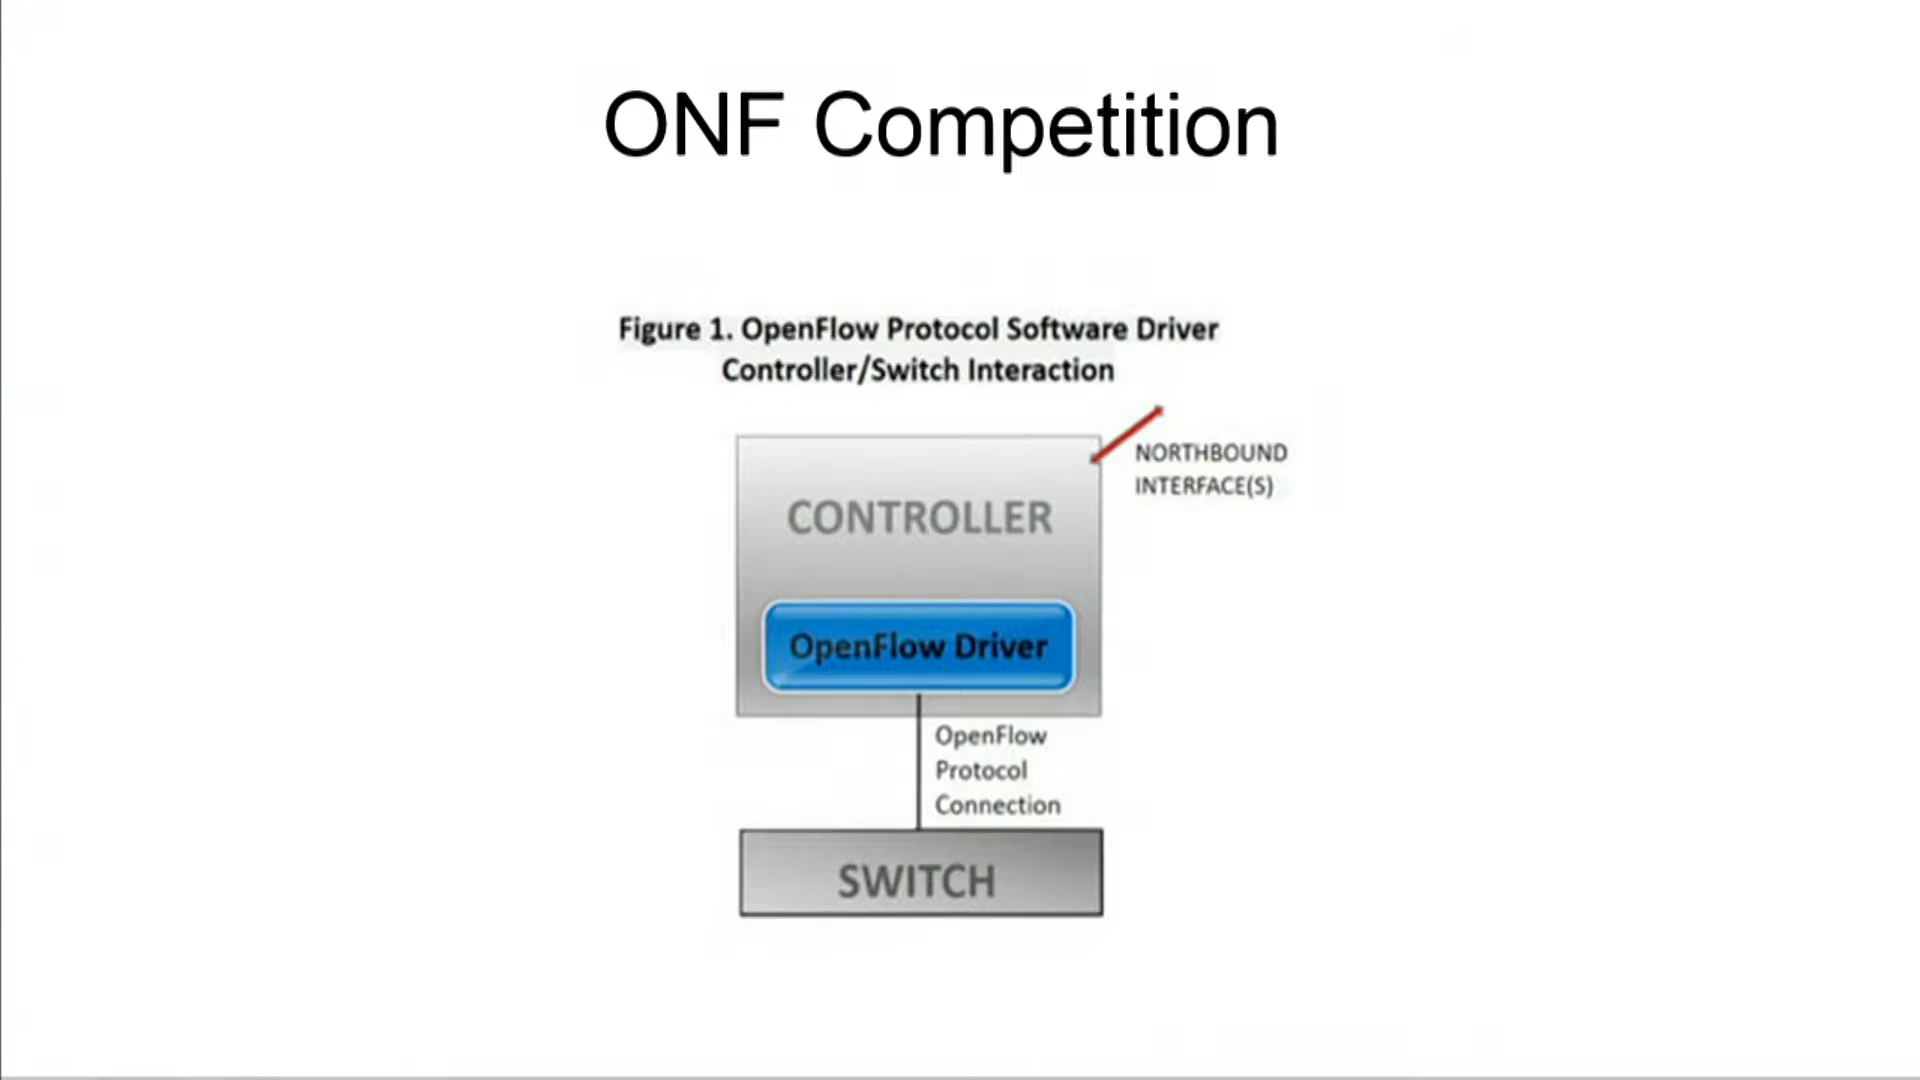 ONF Competition
Figure 1. OpenFlow Protocol Software Driver
Controller/Switch Interaction
NORTHBOUND
INTERFACE(S)
CONTROLLER
OpenFlow Driver
OpenFlow
Protocol
Connection
SWITCH